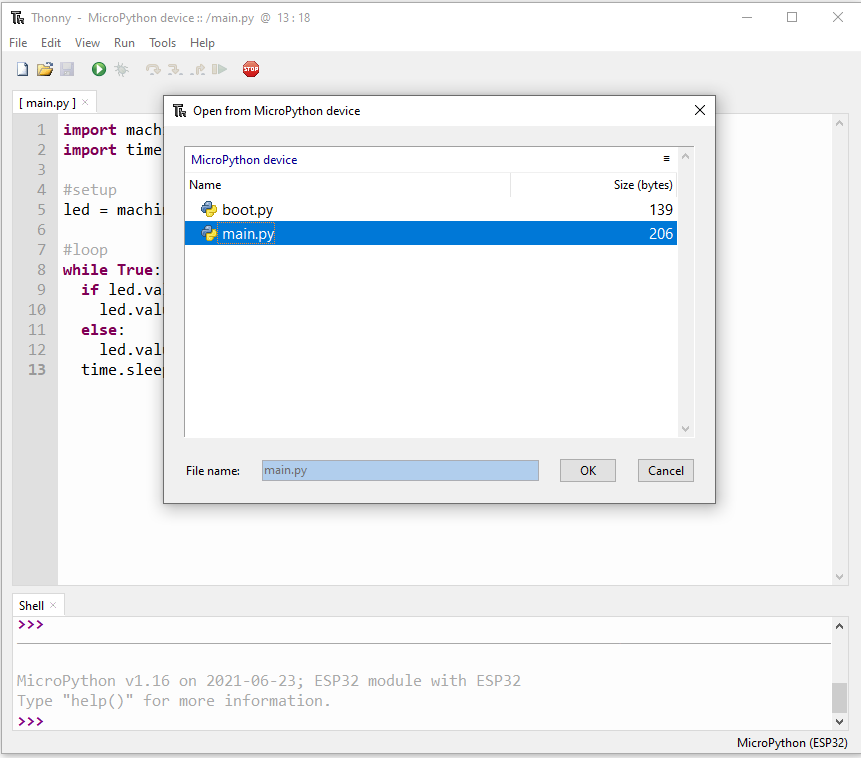 Thonny - MicroPython device :: /main.py @ 13 : 18
File Edit View Run Tools Help
STOP
[ main.py ] ×
Open from MicroPython device
MicroPython device ≡
Name Size (bytes)
boot.py 139
main.py 206
File name: main.py OK Cancel
1 import mach
2 import time
3
4 #setup
5 led = machi
6
7 #loop
8 while True:
9 if led.va
10 led.val
11 else:
12 led.val
13 time.slee
Shell ×
>>>
MicroPython v1.16 on 2021-06-23; ESP32 module with ESP32
Type "help()" for more information.
>>>
MicroPython (ESP32)